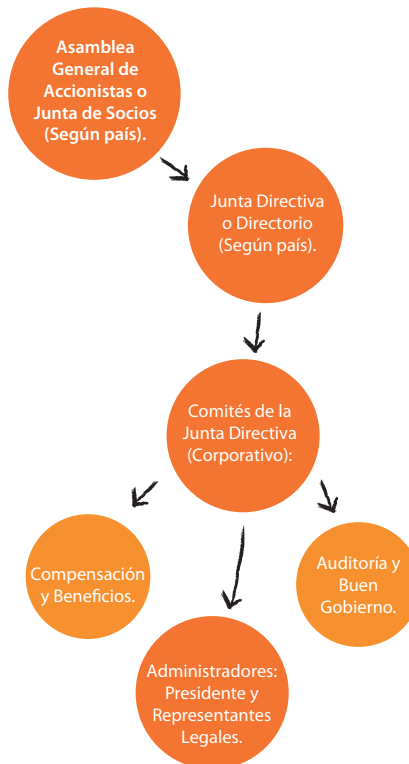 Asamblea
General de
Accionistas o
Junta de Socios
(Según país).
Junta Directiva
o Directorio
(Según país).
Comités de la
Junta Directiva
(Corporativo):
Compensación
y Beneficios.
Auditoría y
Buen
Gobierno.
Administradores:
Presidente y
Representantes
Legales.